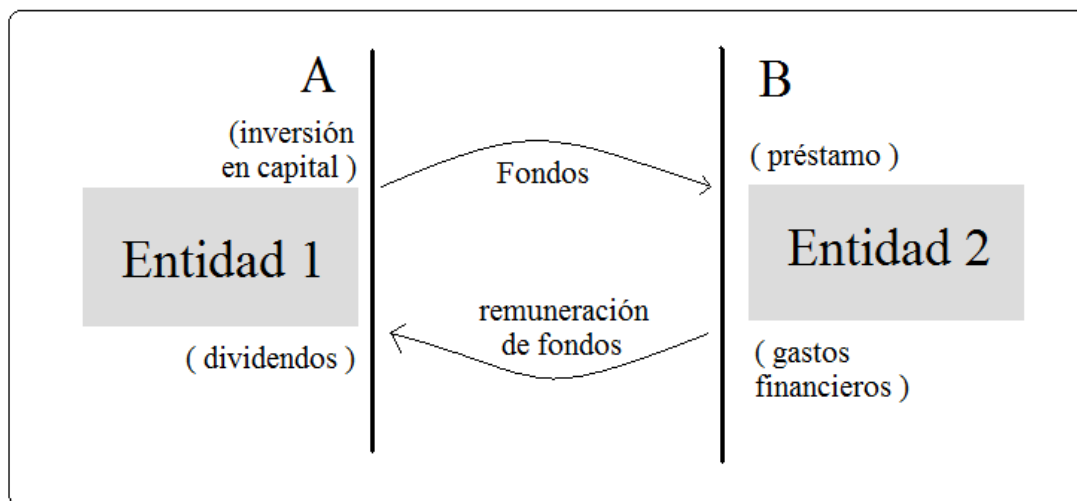 A
(inversión
en capital )
Entidad 1
( dividendos )
Fondos
remuneración
de fondos
B
( préstamo )
Entidad 2
( gastos
financieros )